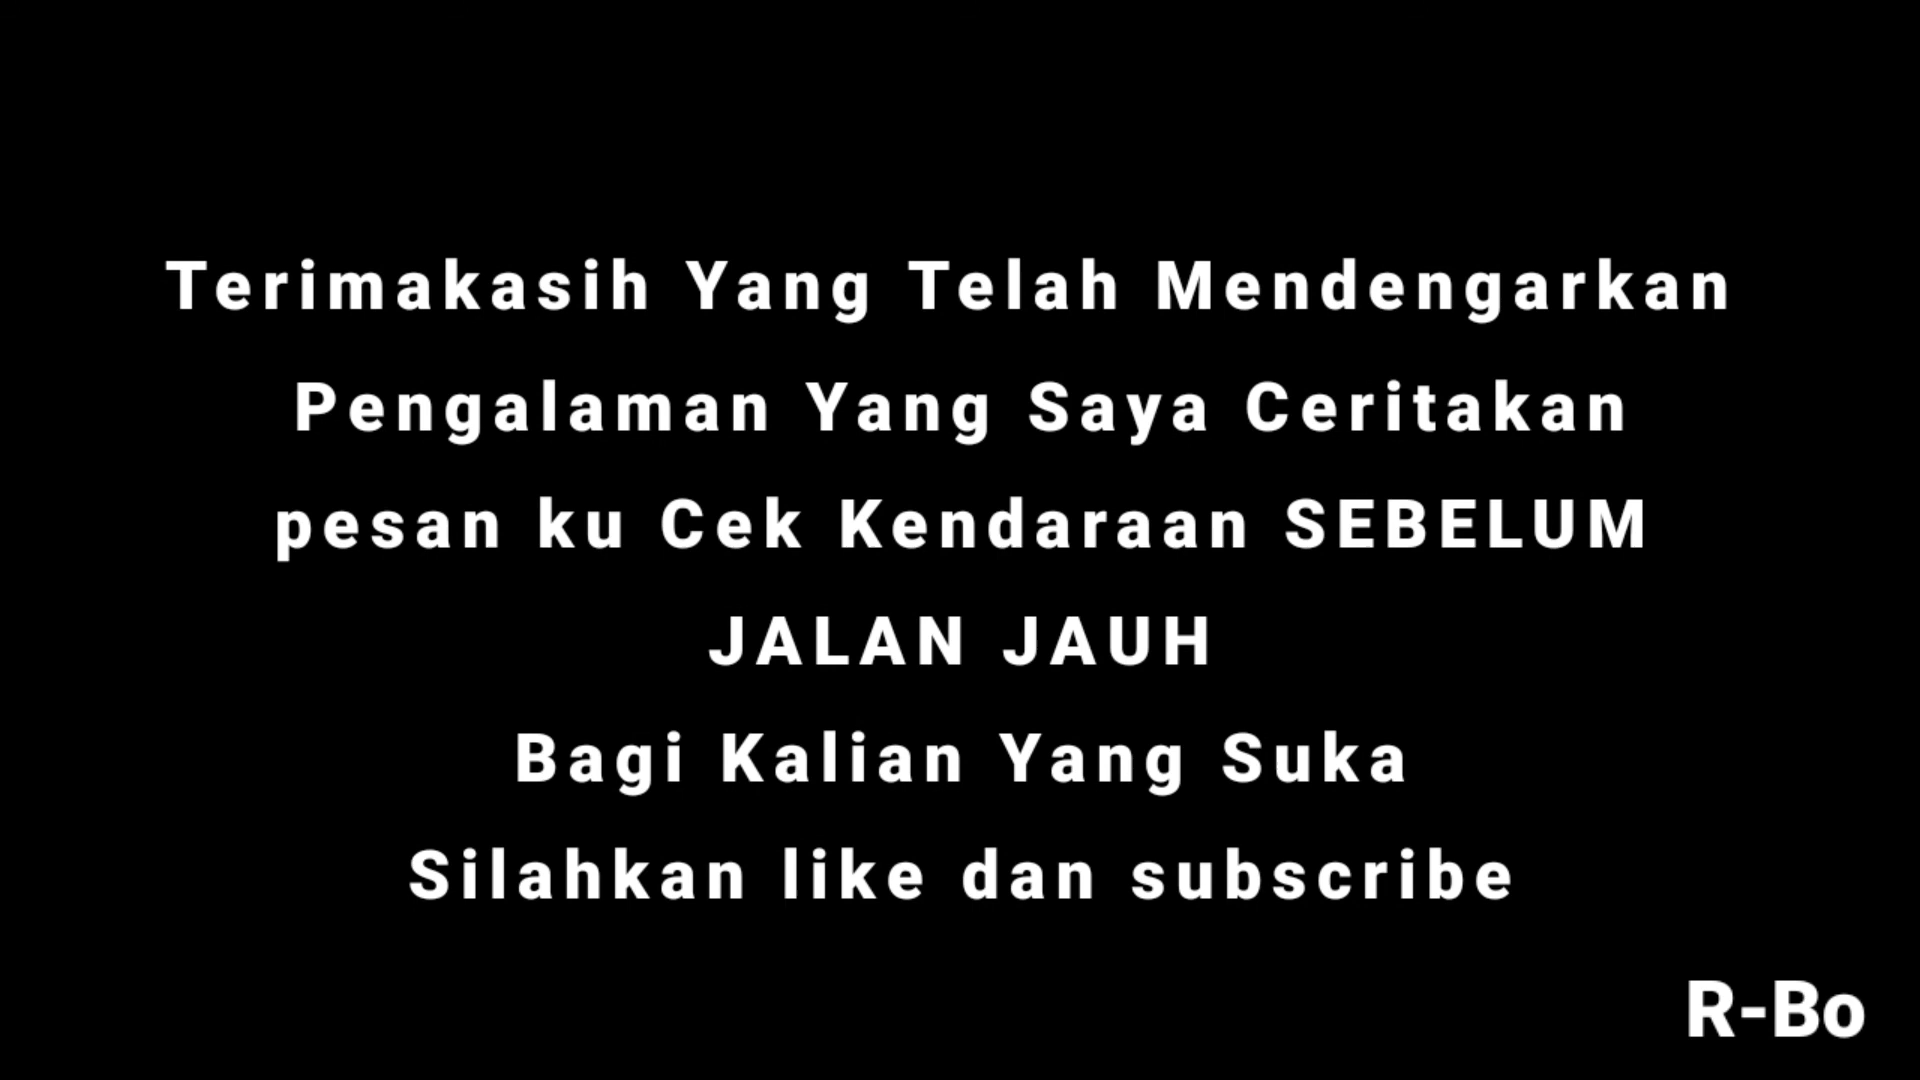 Terimakasih Yang Telah Mendengarkan
Pengalaman Yang Saya Ceritakan
pesan ku Cek Kendaraan SEBELUM
JALAN JAUH
Bagi Kalian Yang Suka
Silahkan like dan subscribe
R-Bo